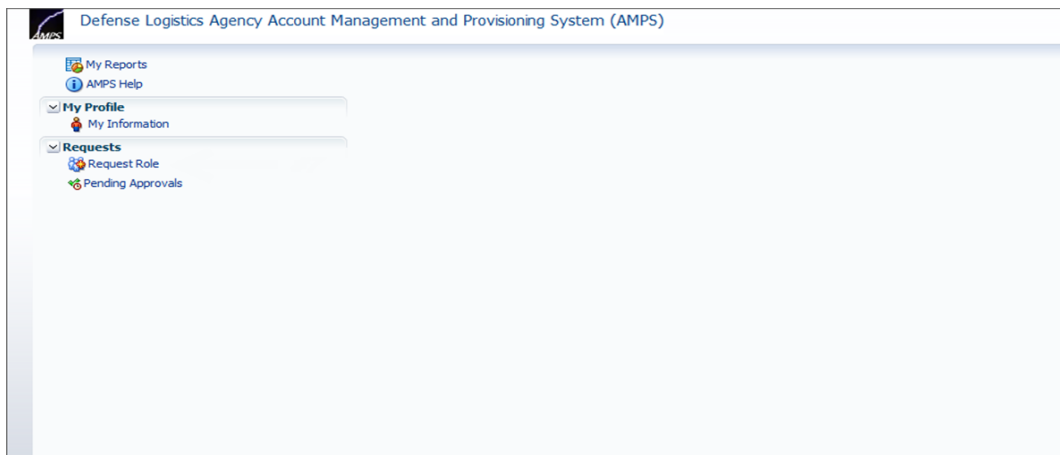 AMPS
Defense Logistics Agency Account Management and Provisioning System (AMPS)
My Reports
AMPS Help
My Profile
My Information
Requests
Request Role
Pending Approvals